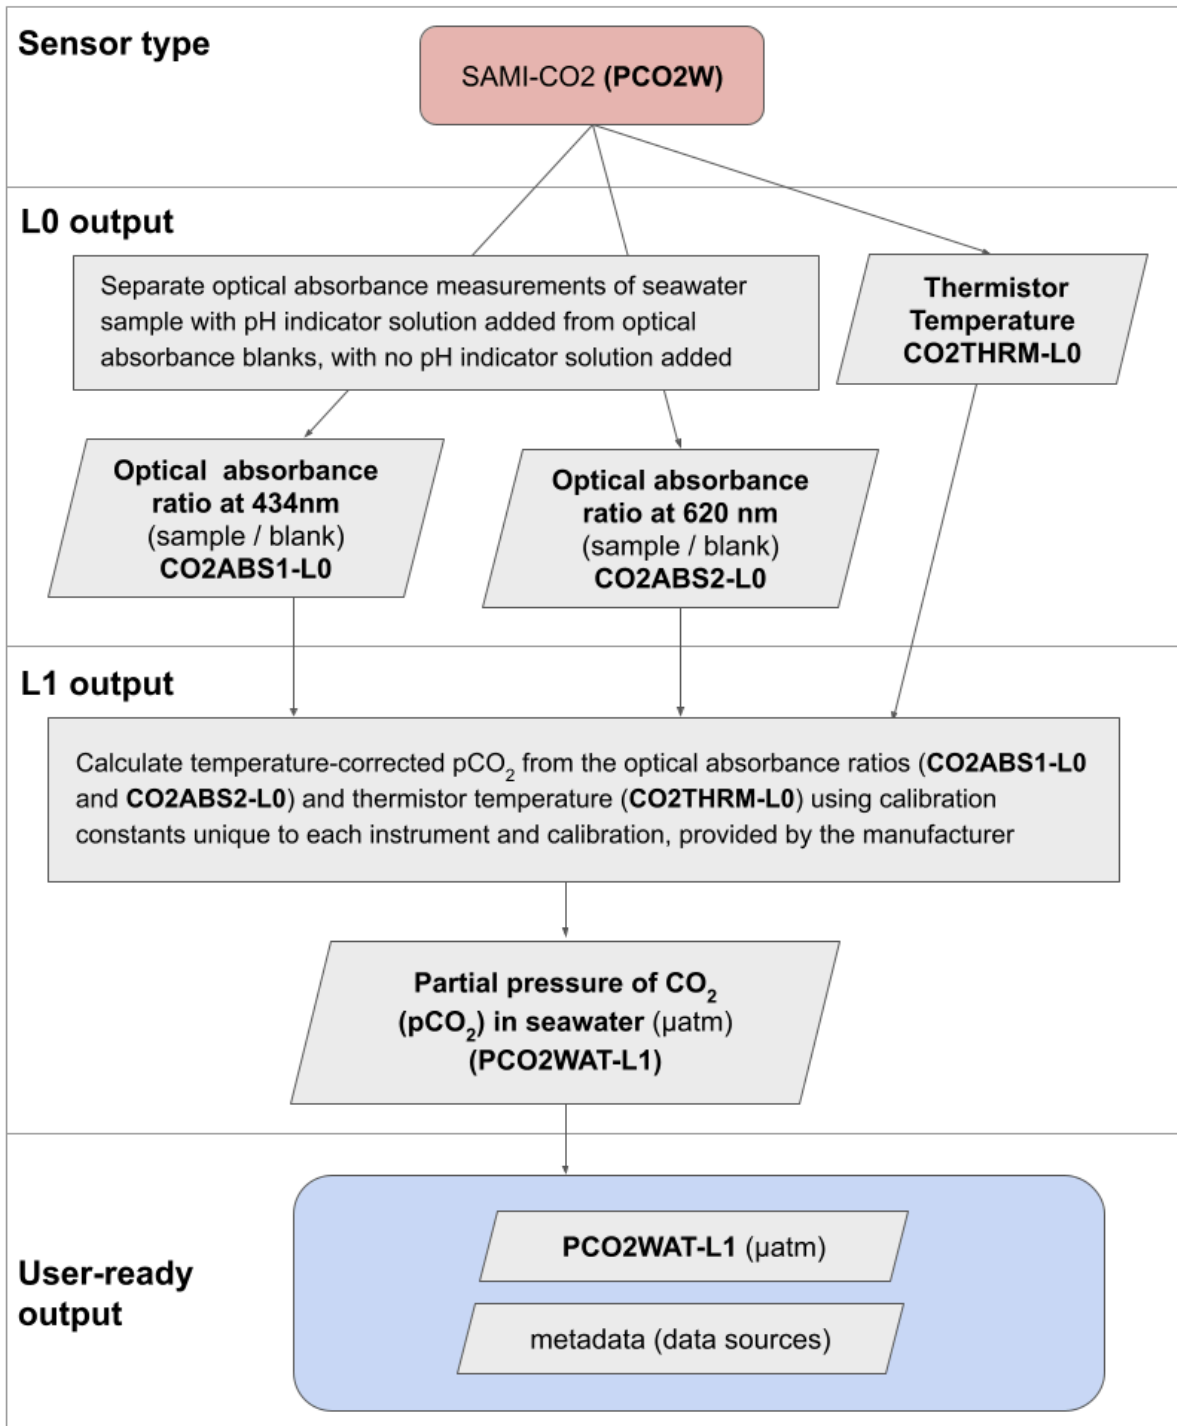 Sensor type
SAMI-CO2 (PCO2W)
L0 output
Separate optical absorbance measurements of seawater
sample with pH indicator solution added from optical
absorbance blanks, with no pH indicator solution added
Thermistor
Temperature
CO2THRM-L0
Optical absorbance
ratio at 434nm
(sample / blank)
CO2ABS1-L0
Optical absorbance
ratio at 620 nm
(sample / blank)
CO2ABS2-L0
L1 output
Calculate temperature-corrected pCO₂ from the optical absorbance ratios (CO2ABS1-L0
and CO2ABS2-L0) and thermistor temperature (CO2THRM-L0) using calibration
constants unique to each instrument and calibration, provided by the manufacturer
Partial pressure of CO₂
(pCO₂) in seawater (µatm)
(PCO2WAT-L1)
User-ready
output
PCO2WAT-L1 (µatm)
metadata (data sources)